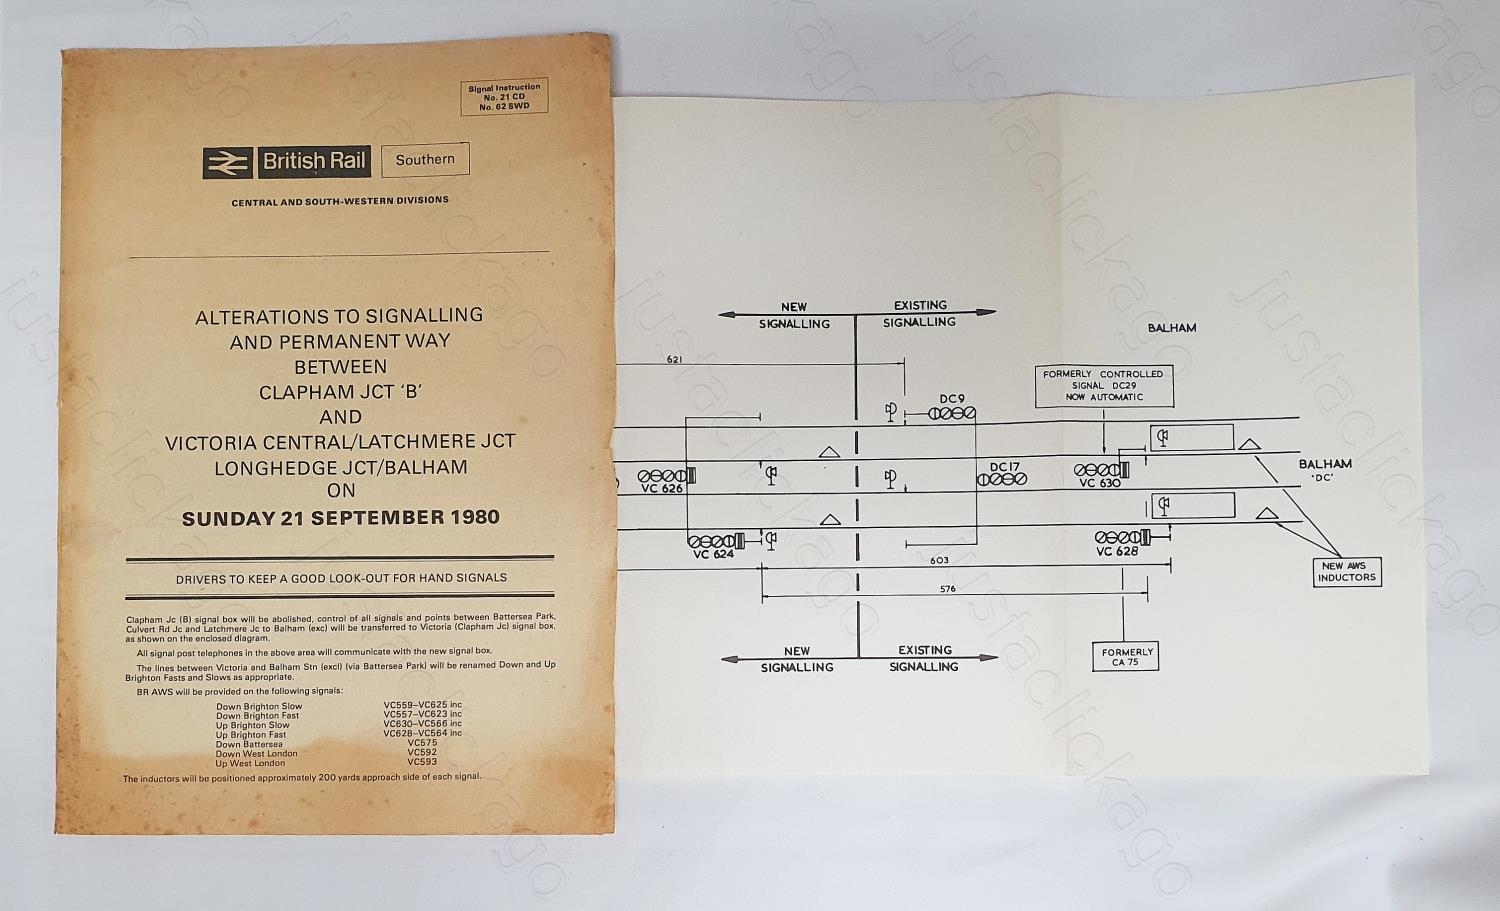 Signal Instruction
No. 21 CD
No. 62 SWD
British Rail
Southern
CENTRAL AND SOUTH-WESTERN DIVISIONS
ALTERATIONS TO SIGNALLING
AND PERMANENT WAY
BETWEEN
CLAPHAM JCT ‘B’
AND
VICTORIA CENTRAL/LATCHMERE JCT
LONGHEDGE JCT/BALHAM
ON
SUNDAY 21 SEPTEMBER 1980
DRIVERS TO KEEP A GOOD LOOK-OUT FOR HAND SIGNALS
Clapham Jc (B) signal box will be abolished, control of all signals and points between Battersea Park,
Culvert Rd Jc and Latchmere Jc to Balham (exc) will be transferred to Victoria (Clapham Jc) signal box,
as shown on the enclosed diagram.
All signal post telephones in the above area will communicate with the new signal box.
The lines between Victoria and Balham Stn (excl) (via Battersea Park) will be renamed Down and Up
Brighton Fasts and Slows as appropriate.
BR AWS will be provided on the following signals:
Down Brighton Slow VC559–VC625 inc
Down Brighton Fast VC557–VC623 inc
Up Brighton Slow VC630–VC566 inc
Up Brighton Fast VC628–VC564 inc
Down Battersea VC575
Down West London VC592
Up West London VC593
The inductors will be positioned approximately 200 yards approach side of each signal.
NEW
SIGNALLING
EXISTING
SIGNALLING
BALHAM
621
FORMERLY CONTROLLED
SIGNAL DC29
NOW AUTOMATIC
DC9
DC17
VC 626
VC 630
BALHAM
'DC'
VC 624
VC 628
603
576
NEW AWS
INDUCTORS
NEW
SIGNALLING
EXISTING
SIGNALLING
FORMERLY
CA 75
justaclickago